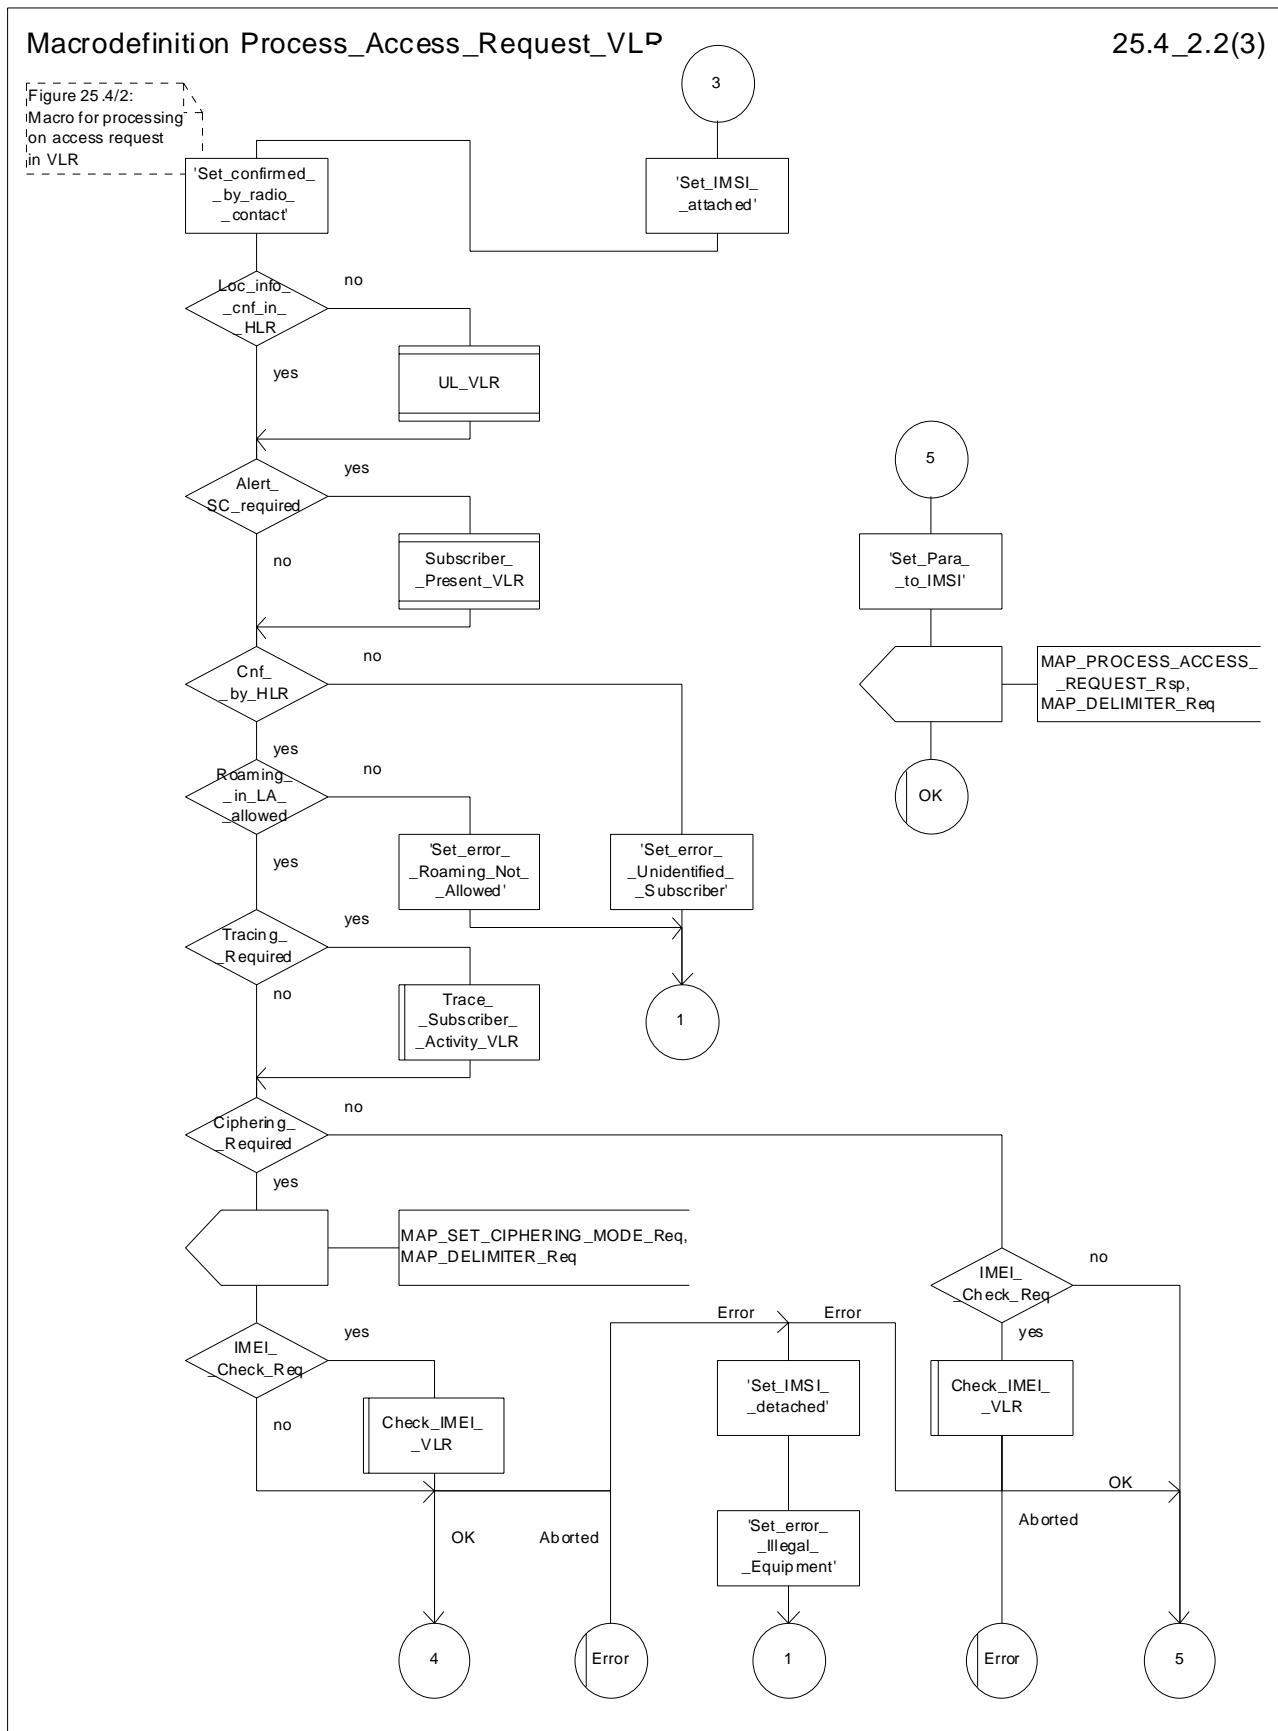 Macrodefinition Process_Access_Request_VLR
25.4_2.2(3)
Figure 25.4/2:
Macro for processing
on access request
in VLR
3
'Set_confirmed_
_by_radio_
_contact'
'Set_IMSI_
_attached'
Loc_info_
_cnf_in_
_HLR
no
yes
UL_VLR
Alert_
SC_required
yes
no
Subscriber_
_Present_VLR
5
'Set_Para_
_to_IMSI'
MAP_PROCESS_ACCESS_
_REQUEST_Rsp,
MAP_DELIMITER_Req
OK
Cnf_
_by_HLR
no
yes
Roaming_
_in_LA_
_allowed
no
yes
'Set_error_
_Roaming_Not_
_Allowed'
'Set_error_
_Unidentified_
_Subscriber'
Tracing_
_Required
yes
no
Trace_
_Subscriber_
_Activity_VLR
1
Ciphering_
_Required
no
yes
MAP_SET_CIPHERING_MODE_Req,
MAP_DELIMITER_Req
IMEI_
_Check_Req
no
yes
IMEI_
_Check_Req
yes
no
Error
Error
Check_IMEI_
_VLR
'Set_IMSI_
_detached'
Check_IMEI_
_VLR
OK
OK
Aborted
'Set_error_
_Illegal_
_Equipment'
Aborted
4
Error
1
Error
5